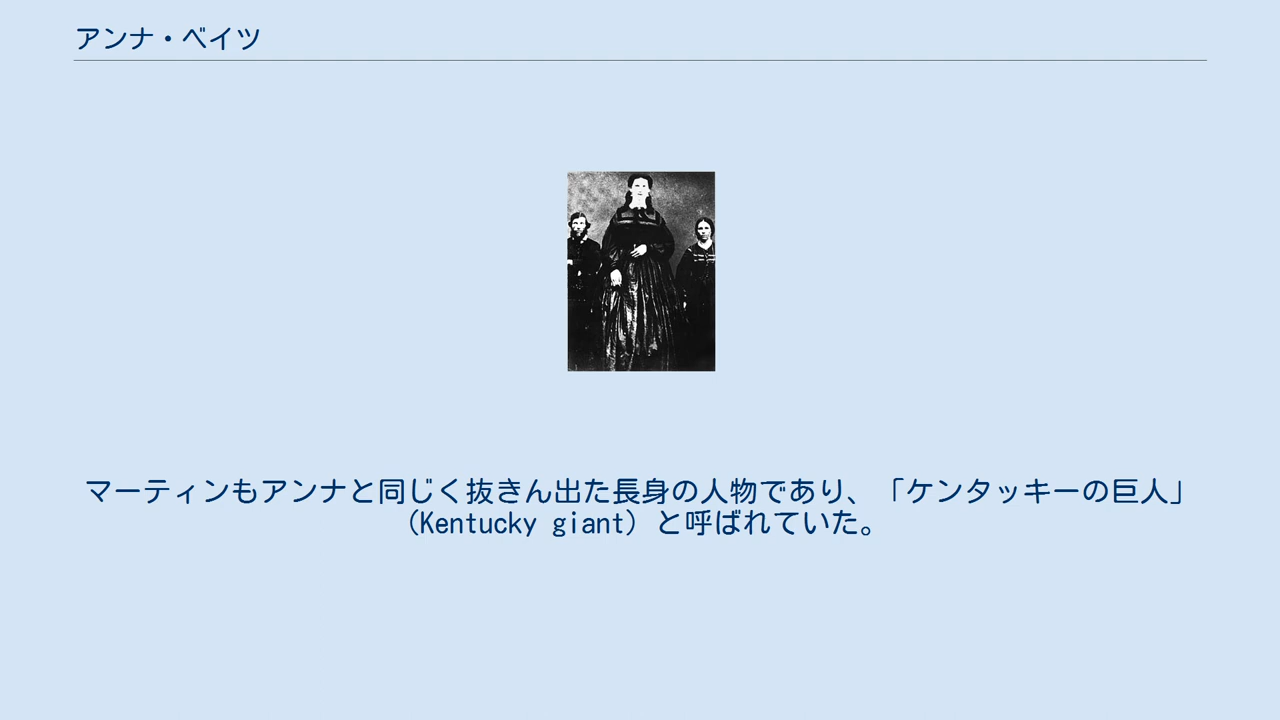 アンナ・ベイツ
マーティンもアンナと同じく抜きん出た長身の人物であり、「ケンタッキーの巨人」
（Kentucky giant）と呼ばれていた。